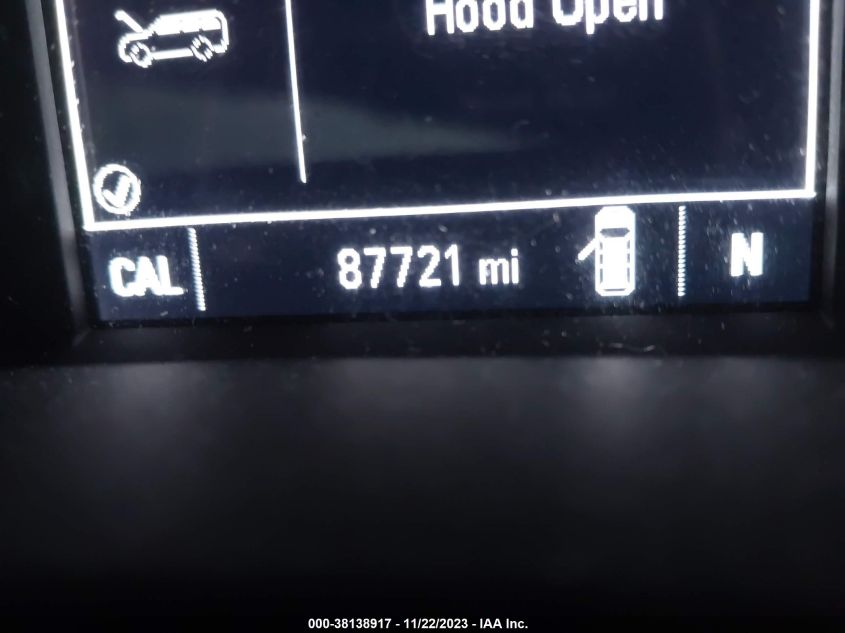 Hood Open
CAL 87721 mi N
000-38138917 - 11/22/2023 - IAA Inc.